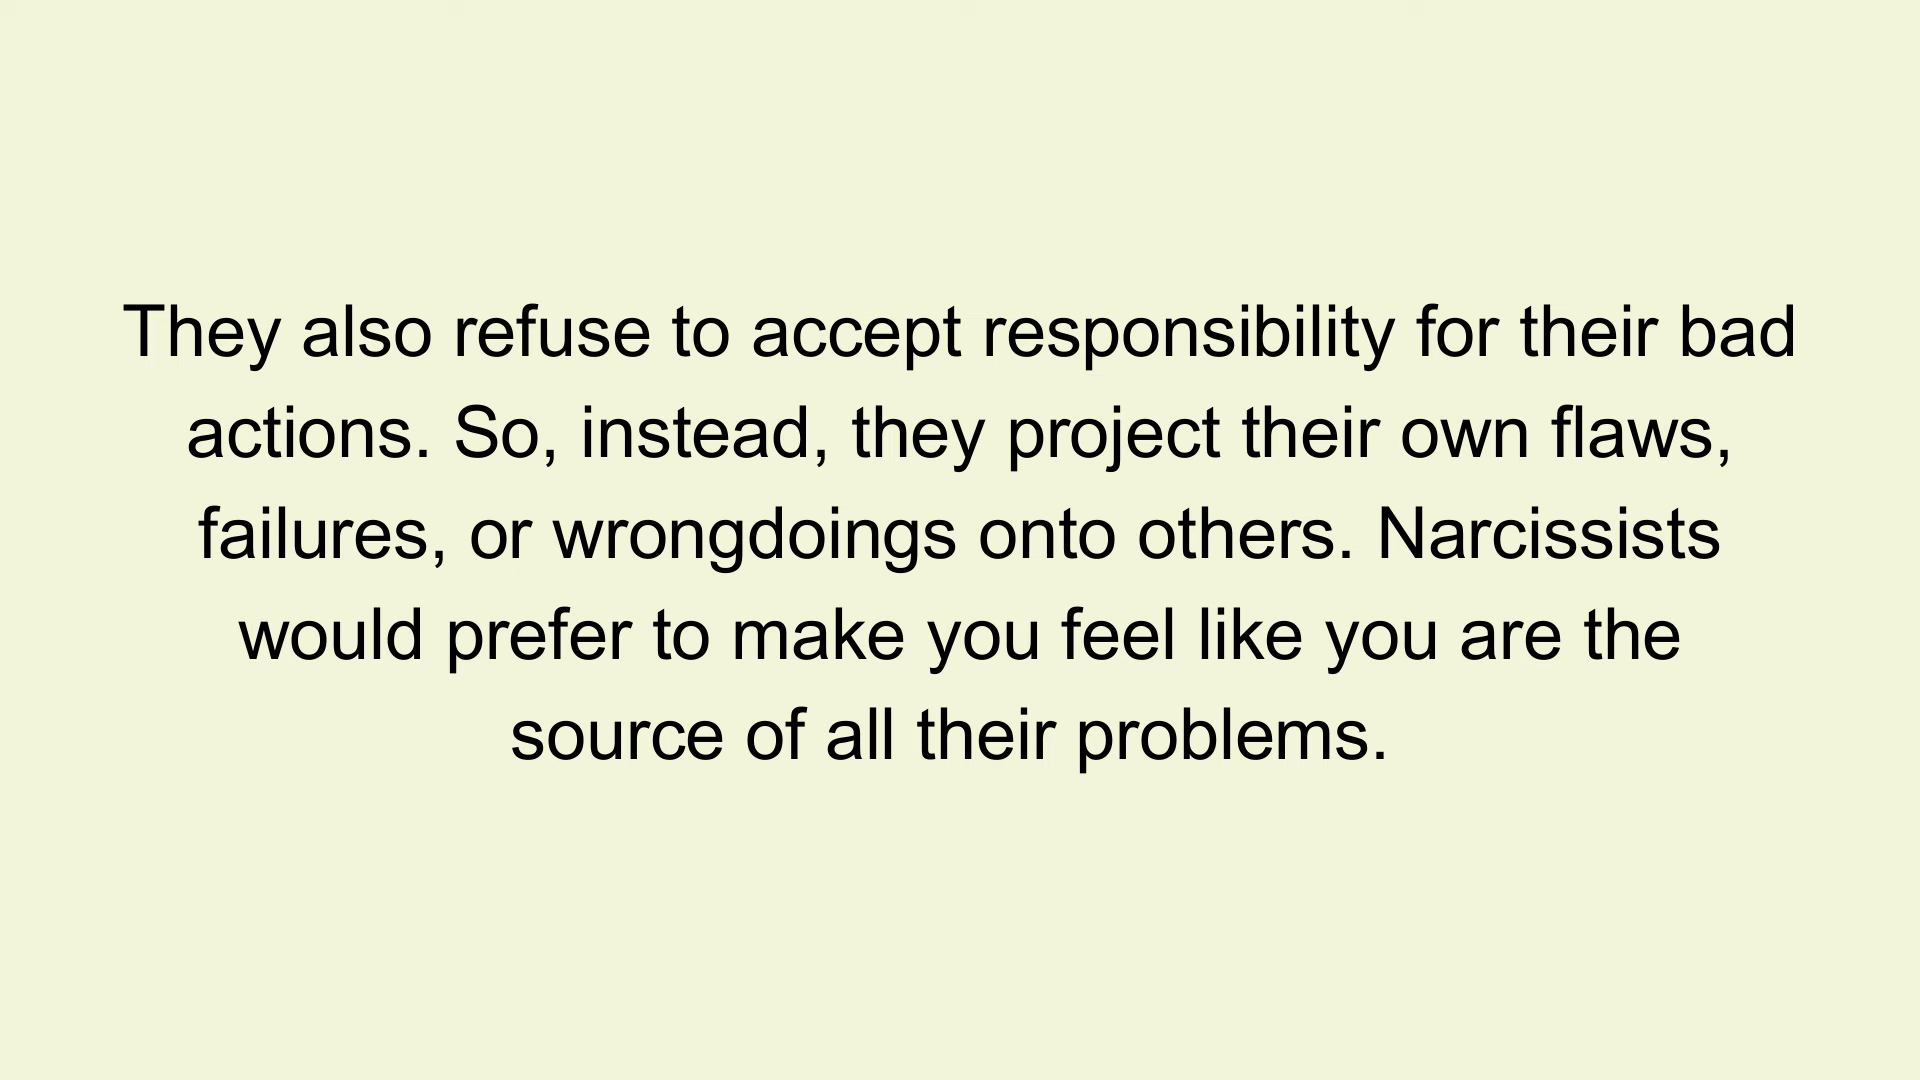 They also refuse to accept responsibility for their bad
actions. So, instead, they project their own flaws,
failures, or wrongdoings onto others. Narcissists
would prefer to make you feel like you are the
source of all their problems.